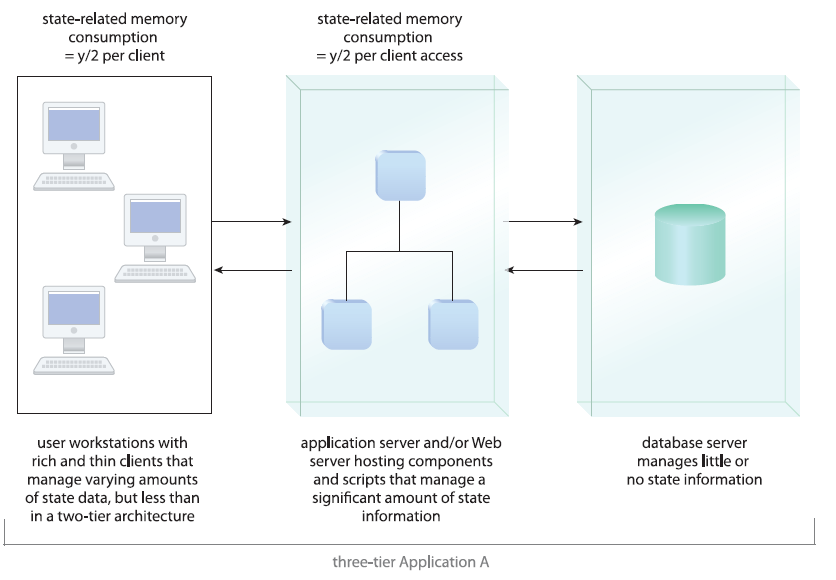 state-related memory
consumption
= y/2 per client
state-related memory
consumption
= y/2 per client access
user workstations with
rich and thin clients that
manage varying amounts
of state data, but less than
in a two-tier architecture
application server and/or Web
server hosting components
and scripts that manage a
significant amount of state
information
database server
manages little or
no state information
three-tier Application A